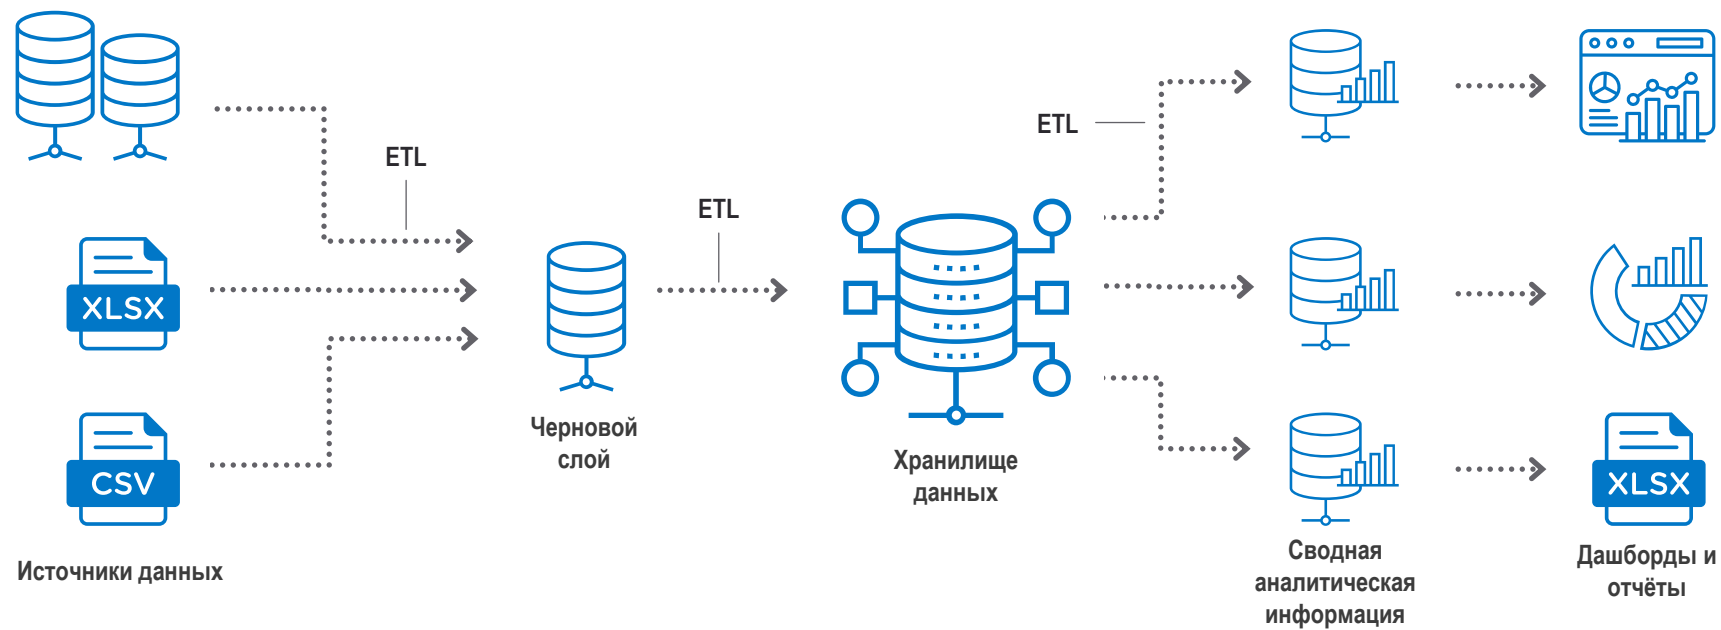 ETL
ETL
ETL
XLSX
CSV
Источники данных
Черновой
слой
Хранилище
данных
Сводная
аналитическая
информация
XLSX
Дашборды и
отчёты